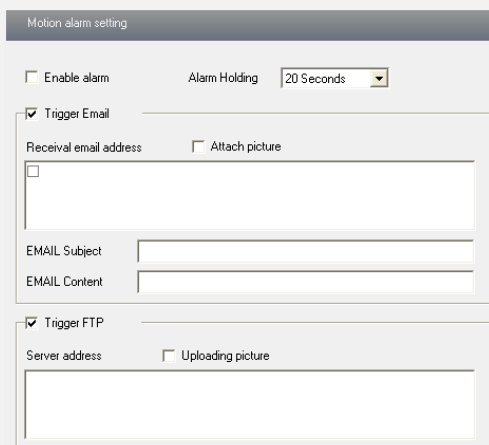 Motion alarm setting
Enable alarm Alarm Holding 20 Seconds
Trigger Email
Receival email address Attach picture
EMAIL Subject
EMAIL Content
Trigger FTP
Server address Uploading picture